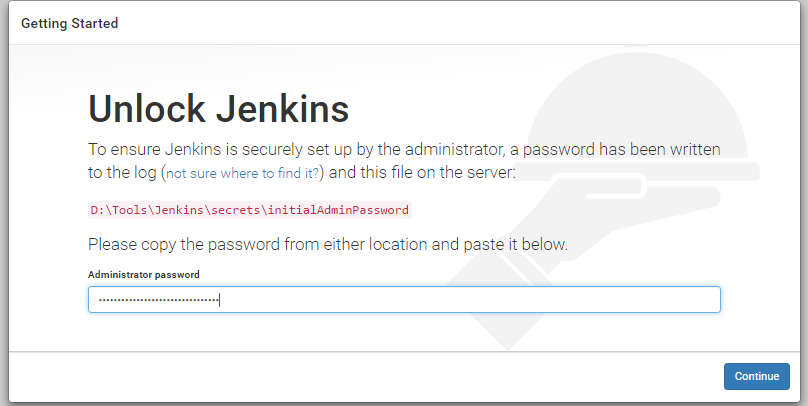 Getting Started
Unlock Jenkins
To ensure Jenkins is securely set up by the administrator, a password has been written
to the log (not sure where to find it?) and this file on the server:
D:\Tools\Jenkins\secrets\initialAdminPassword
Please copy the password from either location and paste it below.
Administrator password
Continue